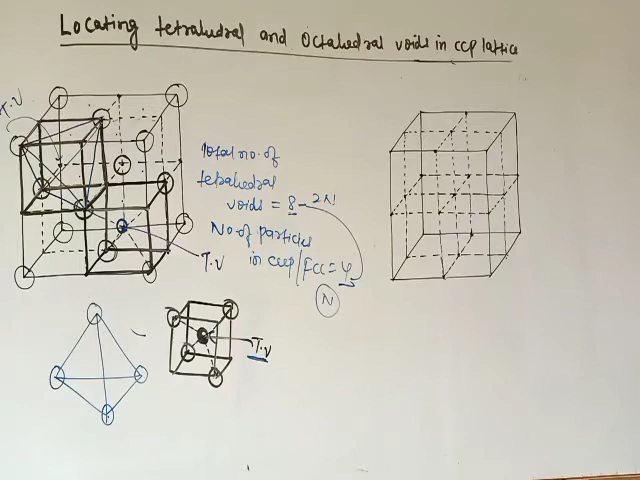 Locating tetrahedral and Octahedral voids in ccp lattice
T.V
Total no. of
tetrahedral
voids = 8 - 2N
No of particles
in ccp/FCC = 4
N
T.V
T.V